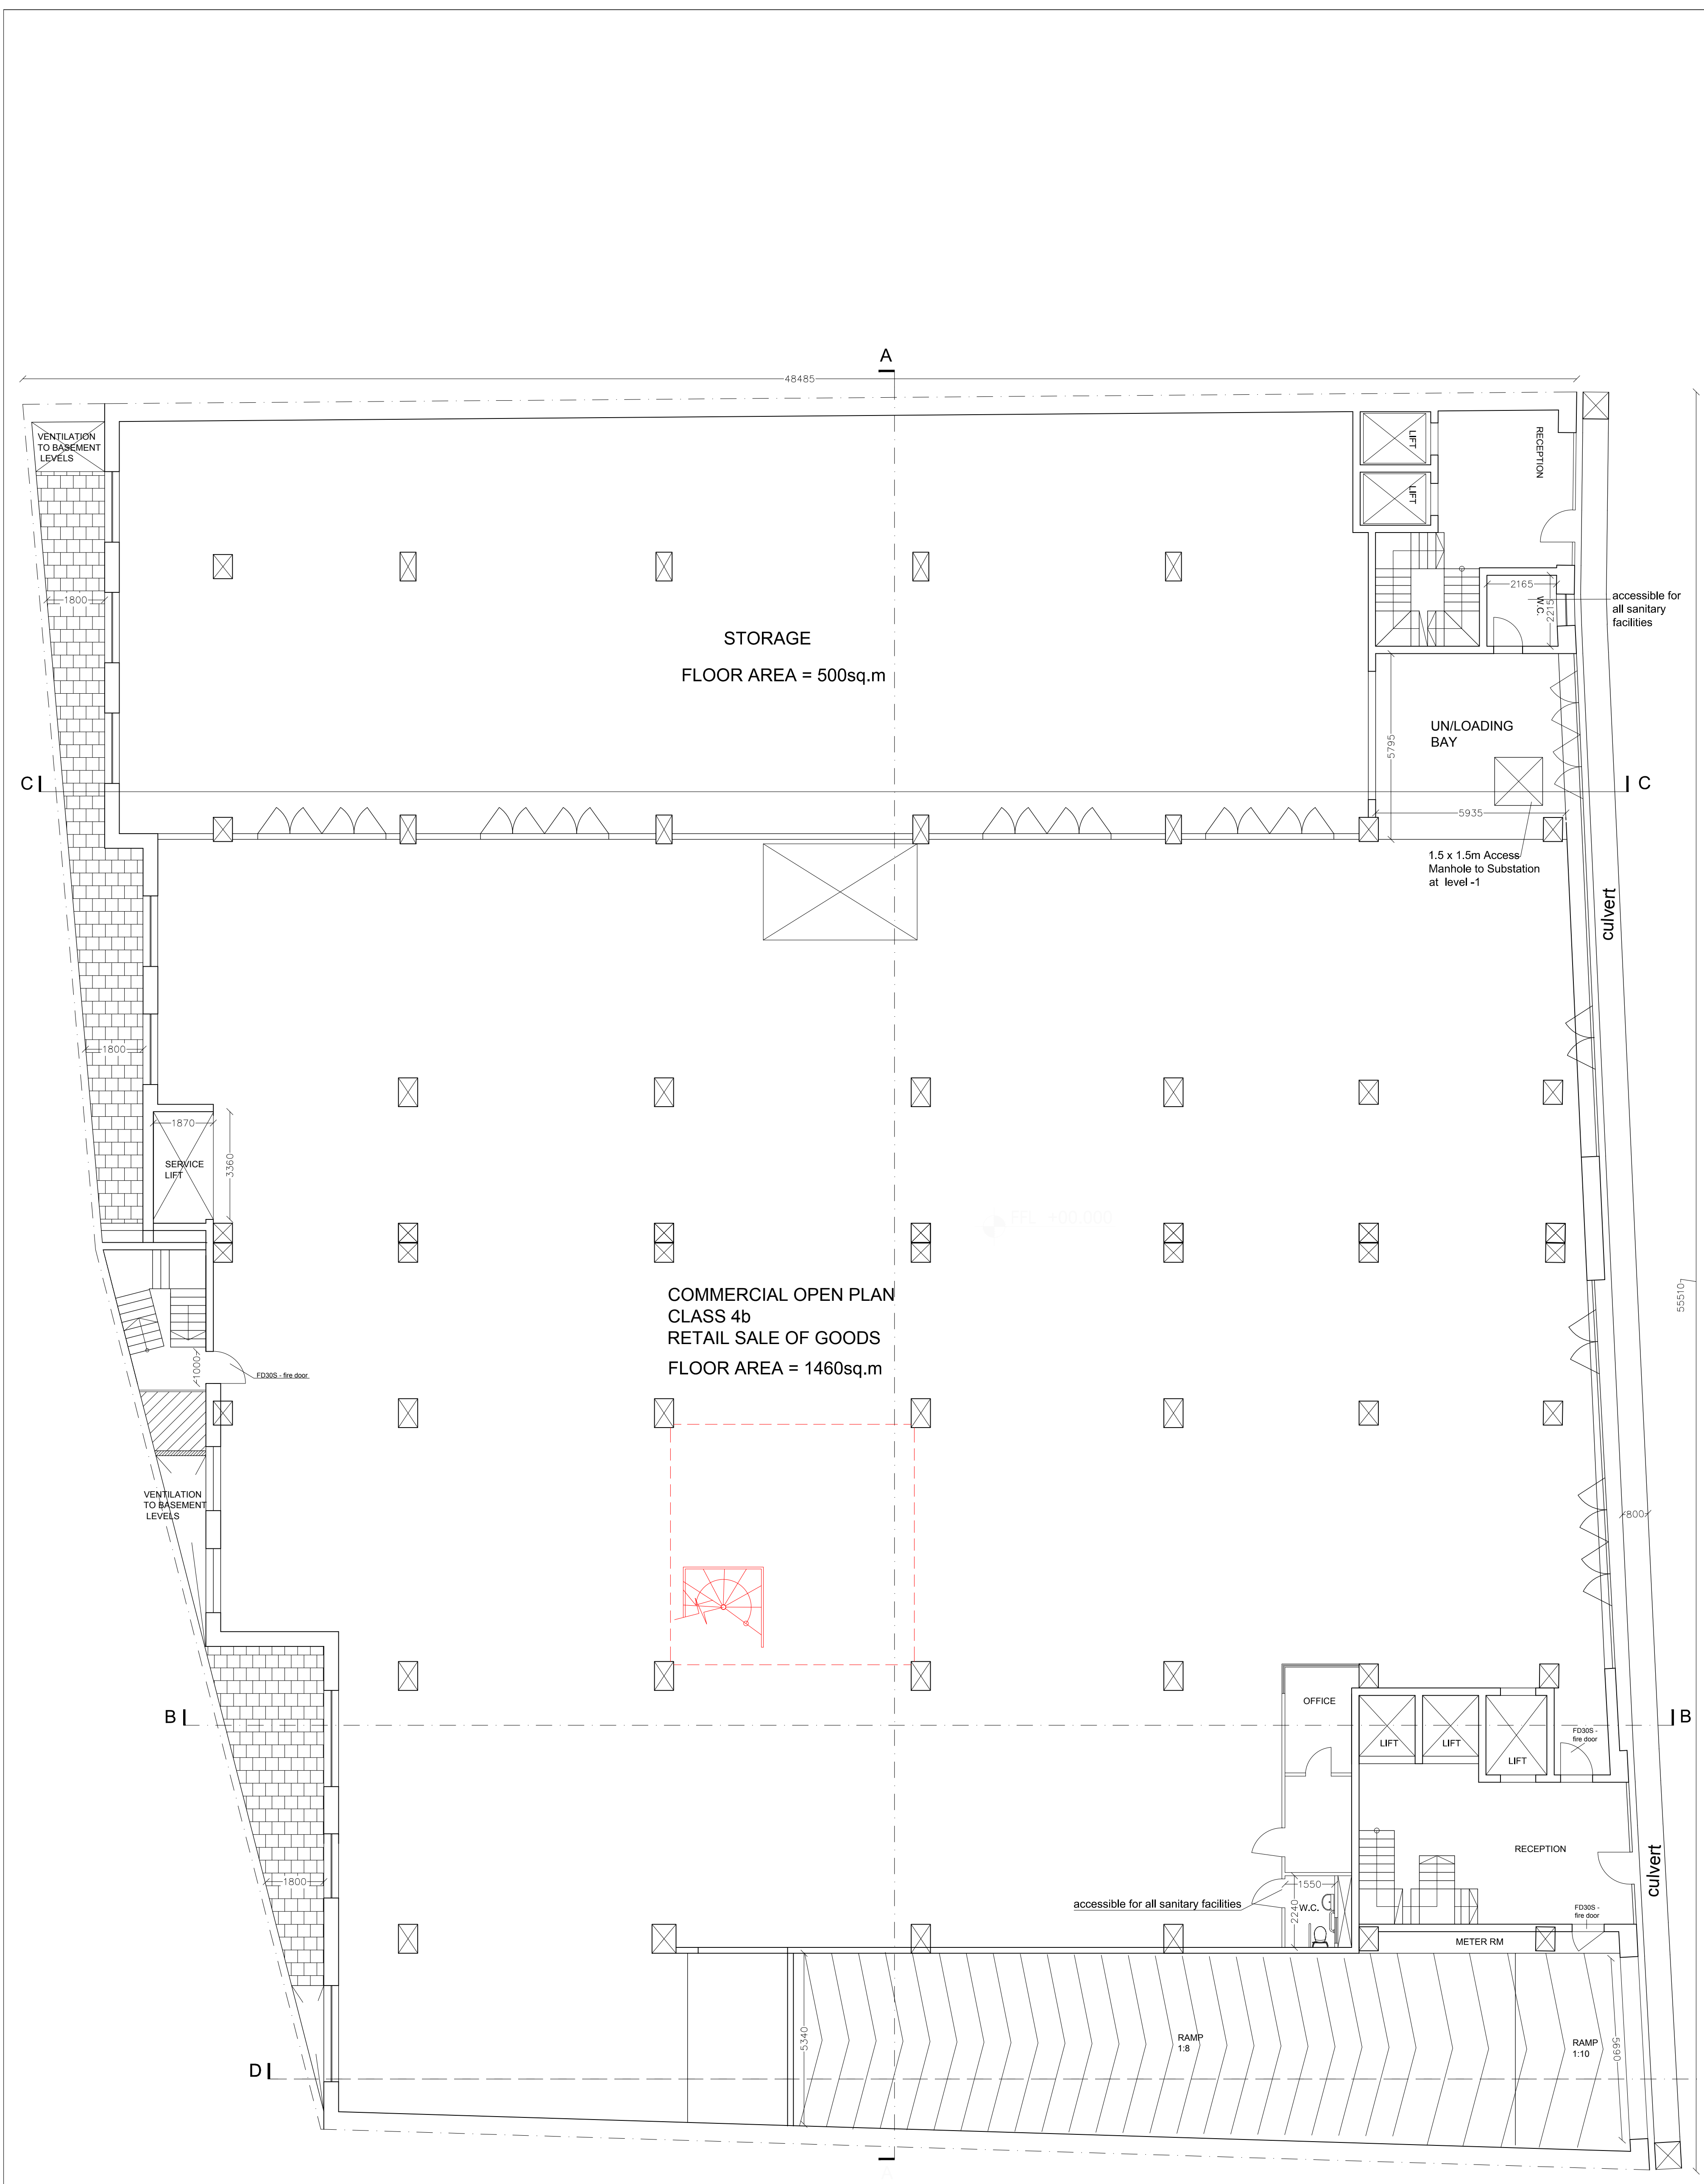 A
48485
VENTILATION
TO BASEMENT
LEVELS
LIFT
RECEPTION
LIFT
1800
2165
W.C.
2215
accessible for
all sanitary
facilities
STORAGE
FLOOR AREA = 500sq.m
UN/LOADING
BAY
5795
C
C
5935
1.5 x 1.5m Access
Manhole to Substation
at level -1
culvert
1800
1870
SERVICE
LIFT
3360
FFL +00.000
COMMERCIAL OPEN PLAN
CLASS 4b
RETAIL SALE OF GOODS
FLOOR AREA = 1460sq.m
55510
1000
FD30S - fire door
VENTILATION
TO BASEMENT
LEVELS
800
OFFICE
B
B
LIFT
LIFT
LIFT
FD30S -
fire door
RECEPTION
culvert
1800
1550
accessible for all sanitary facilities
W.C.
2240
FD30S -
fire door
METER RM
5340
RAMP
1:8
RAMP
1:10
5690
D
A